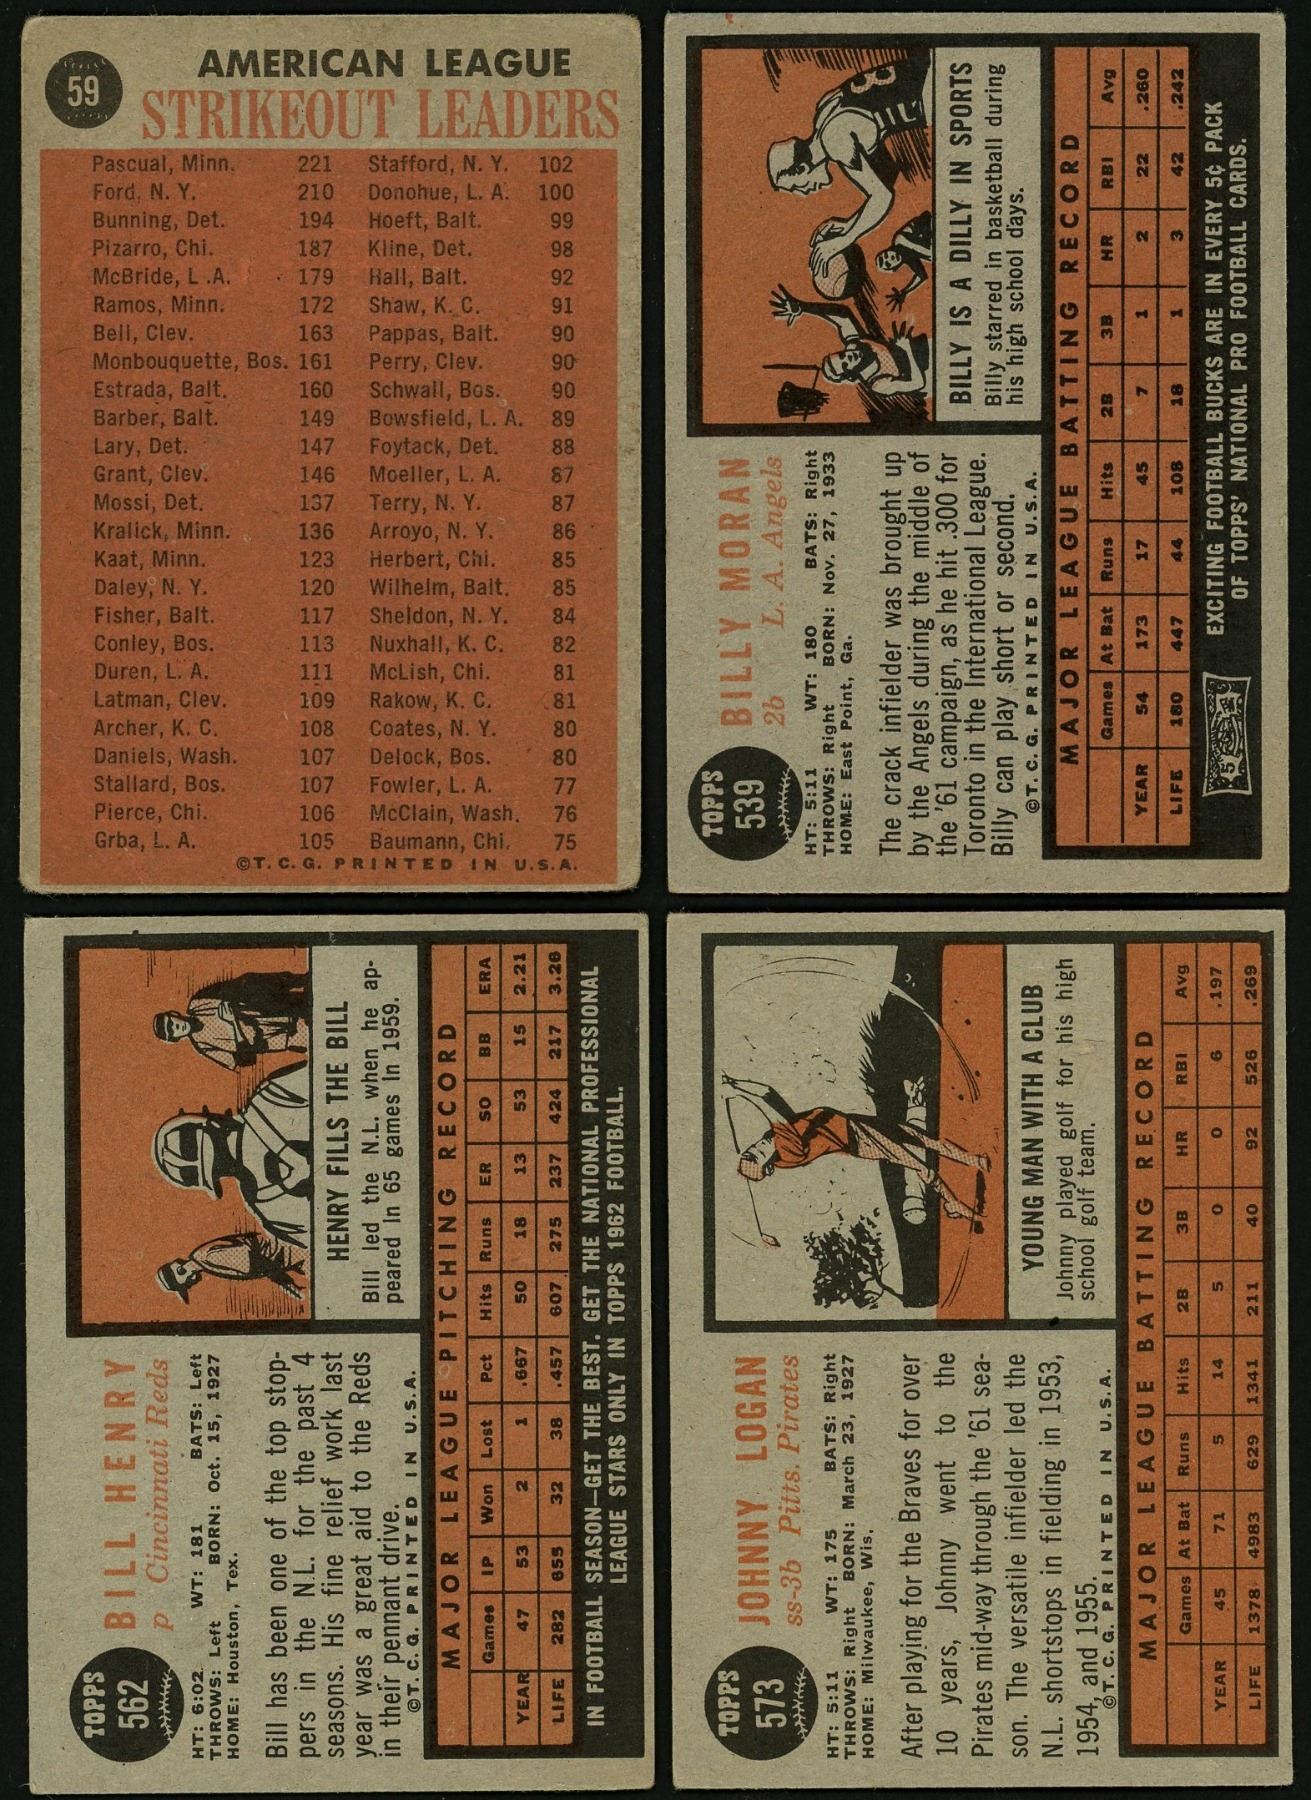 59
AMERICAN LEAGUE
STRIKEOUT LEADERS
Pascual, Minn. 221 Stafford, N. Y. 102
Ford, N. Y. 210 Donohue, L. A. 100
Bunning, Det. 194 Hoeft, Balt. 99
Pizarro, Chi. 187 Kline, Det. 98
McBride, L .A. 179 Hall, Balt. 92
Ramos, Minn. 172 Shaw, K. C. 91
Bell, Clev. 163 Pappas, Balt. 90
Monbouquette, Bos. 161 Perry, Clev. 90
Estrada, Balt. 160 Schwall, Bos. 90
Barber, Balt. 149 Bowsfield, L. A. 89
Lary, Det. 147 Foytack, Det. 88
Grant, Clev. 146 Moeller, L. A. 87
Mossi, Det. 137 Terry, N. Y. 87
Kralick, Minn. 136 Arroyo, N. Y. 86
Kaat, Minn. 123 Herbert, Chi. 85
Daley, N. Y. 120 Wilhelm, Balt. 85
Fisher, Balt. 117 Sheldon, N. Y. 84
Conley, Bos. 113 Nuxhall, K. C. 82
Duren, L. A. 111 McLish, Chi. 81
Latman, Clev. 109 Rakow, K. C. 81
Archer, K. C. 108 Coates, N. Y. 80
Daniels, Wash. 107 Delock, Bos. 80
Stallard, Bos. 107 Fowler, L. A. 77
Pierce, Chi. 106 McClain, Wash. 76
Grba, L. A. 105 Baumann, Chi. 75
©T.C.G. PRINTED IN U.S.A.
TOPPS
539
BILLY MORAN
2b L. A. Angels
HT: 5:11 WT: 180 BATS: Right
THROWS: Right BORN: Nov. 27, 1933
HOME: East Point, Ga.
The crack infielder was brought up
by the Angels during the middle of
the '61 campaign, as he hit .300 for
Toronto in the International League.
Billy can play short or second.
©T.C.G. PRINTED IN U.S.A.
BILLY IS A DILLY IN SPORTS
Billy starred in basketball during
his high school days.
MAJOR LEAGUE BATTING RECORD
Games At Bat Runs Hits 2B 3B HR RBI Avg
YEAR 54 173 17 45 7 1 2 22 .260
LIFE 180 447 44 108 18 1 3 42 .242
5
EXCITING FOOTBALL BUCKS ARE IN EVERY 5¢ PACK
OF TOPPS' NATIONAL PRO FOOTBALL CARDS.
TOPPS
562
BILL HENRY
p Cincinnati Reds
HT: 6:02 WT: 181 BATS: Left
THROWS: Left BORN: Oct. 15, 1927
HOME: Houston, Tex.
Bill has been one of the top stop-
pers in the N.L. for the past 4
seasons. His fine relief work last
year was a great aid to the Reds
in their pennant drive.
©T.C.G. PRINTED IN U.S.A.
HENRY FILLS THE BILL
Bill led the N.L. when he ap-
peared in 65 games in 1959.
MAJOR LEAGUE PITCHING RECORD
Games IP Won Lost Pct Hits Runs ER SO BB ERA
YEAR 47 53 2 1 .667 50 18 13 53 15 2.21
LIFE 282 655 32 38 .457 607 275 237 424 217 3.26
IN FOOTBALL SEASON—GET THE BEST. GET THE NATIONAL PROFESSIONAL
LEAGUE STARS ONLY IN TOPPS 1962 FOOTBALL.
TOPPS
573
JOHNNY LOGAN
ss-3b Pitts. Pirates
HT: 5:11 WT: 175 BATS: Right
THROWS: Right BORN: March 23, 1927
HOME: Milwaukee, Wis.
After playing for the Braves for over
10 years, Johnny went to the
Pirates mid-way through the '61 sea-
son. The versatile infielder led the
N.L. shortstops in fielding in 1953,
1954, and 1955.
©T.C.G. PRINTED IN U.S.A.
YOUNG MAN WITH A CLUB
Johnny played golf for his high
school golf team.
MAJOR LEAGUE BATTING RECORD
Games At Bat Runs Hits 2B 3B HR RBI Avg
YEAR 45 71 5 14 5 0 0 6 .197
LIFE 1378 4983 629 1341 211 40 92 526 .269